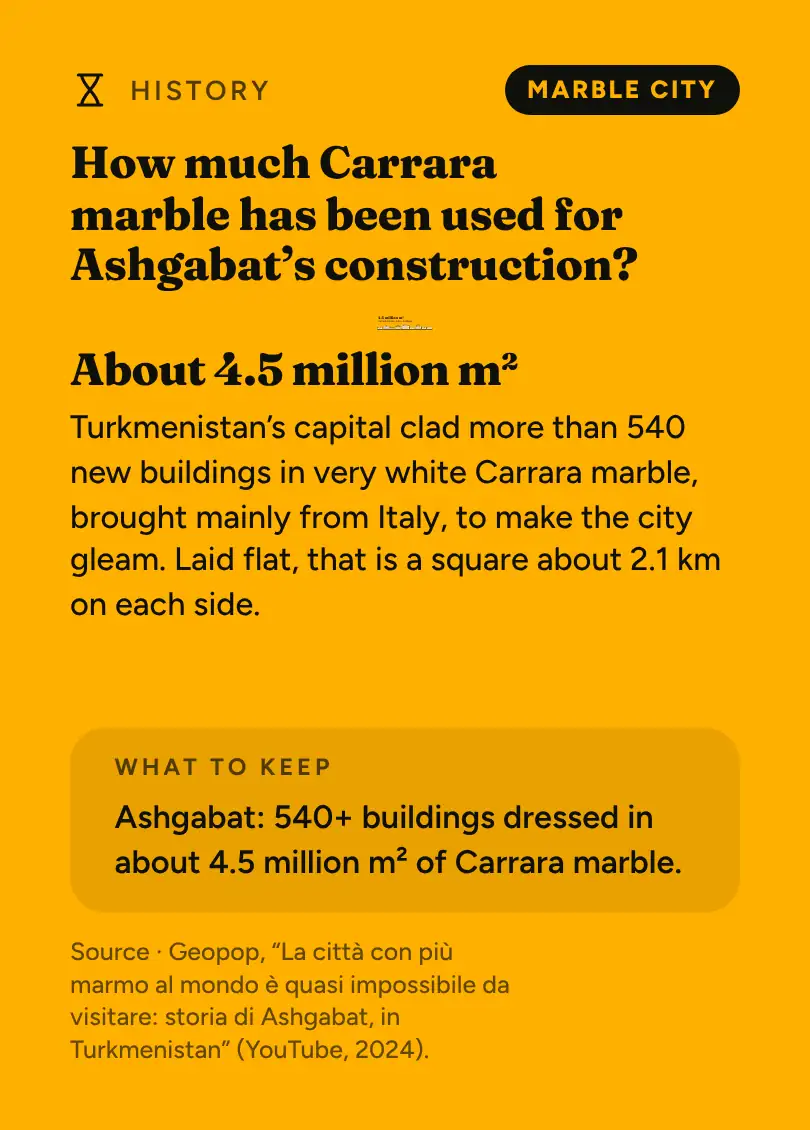 HISTORY
MARBLE CITY
How much Carrara
marble has been used for
Ashgabat’s construction?
About 4.5 million m²
Turkmenistan’s capital clad more than 540
new buildings in very white Carrara marble,
brought mainly from Italy, to make the city
gleam. Laid flat, that is a square about 2.1 km
on each side.
WHAT TO KEEP
Ashgabat: 540+ buildings dressed in
about 4.5 million m² of Carrara marble.
Source · Geopop, “La città con più
marmo al mondo è quasi impossibile da
visitare: storia di Ashgabat, in
Turkmenistan” (YouTube, 2024).